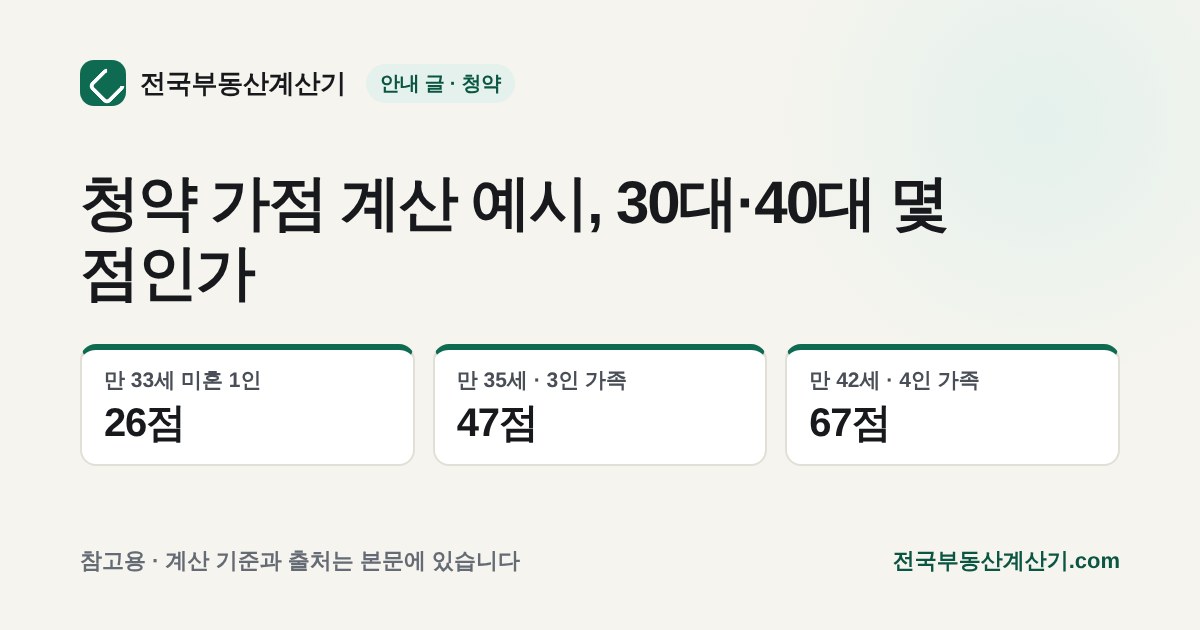 전국부동산계산기
안내 글 · 청약
청약 가점 계산 예시, 30대·40대 몇
점인가
만 33세 미혼 1인
26점
만 35세 · 3인 가족
47점
만 42세 · 4인 가족
67점
참고용 · 계산 기준과 출처는 본문에 있습니다
전국부동산계산기.com